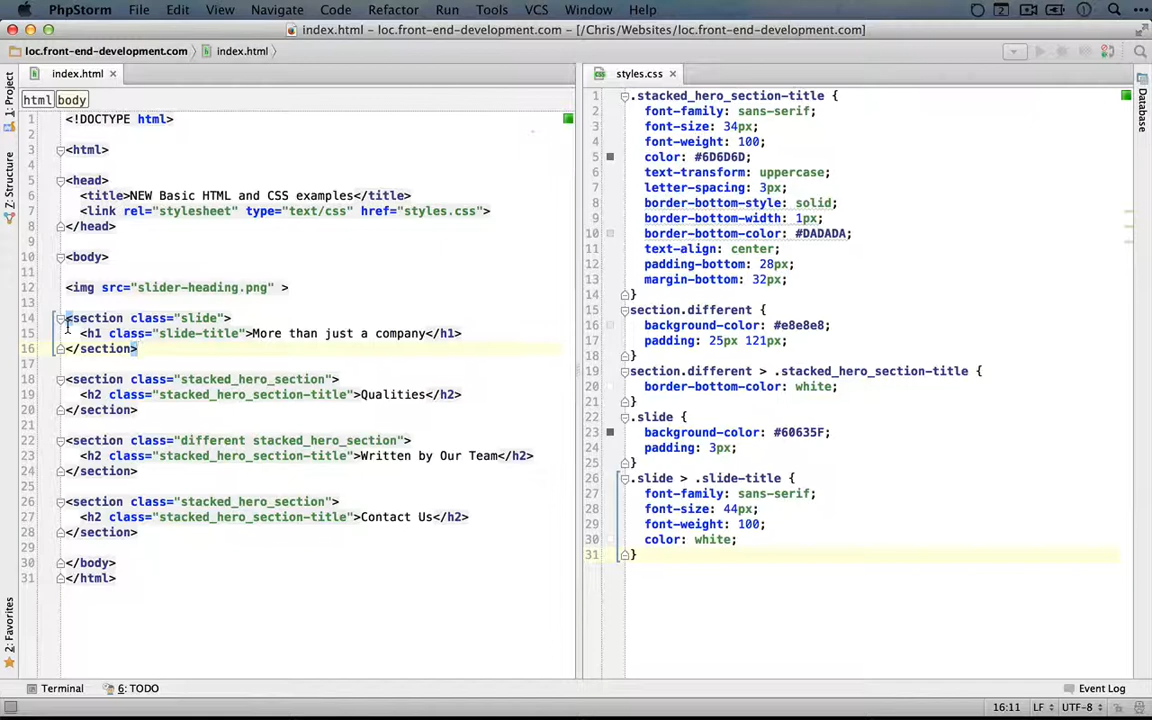 PhpStorm File Edit View Navigate Code Refactor Run Tools VCS Window Help
index.html - loc.front-end-development.com - [/Chris/Websites/loc.front-end-development.com]
loc.front-end-development.com index.html
1: Project
Z: Structure
2: Favorites
index.html
html body
1 <!DOCTYPE html>
2
3 <html>
4
5 <head>
6 <title>NEW Basic HTML and CSS examples</title>
7 <link rel="stylesheet" type="text/css" href="styles.css">
8 </head>
9
10 <body>
11
12 <img src="slider-heading.png" >
13
14 <section class="slide">
15 <h1 class="slide-title">More than just a company</h1>
16 </section>
17
18 <section class="stacked_hero_section">
19 <h2 class="stacked_hero_section-title">Qualities</h2>
20 </section>
21
22 <section class="different stacked_hero_section">
23 <h2 class="stacked_hero_section-title">Written by Our Team</h2>
24 </section>
25
26 <section class="stacked_hero_section">
27 <h2 class="stacked_hero_section-title">Contact Us</h2>
28 </section>
29
30 </body>
31 </html>
styles.css
1 .stacked_hero_section-title {
2 font-family: sans-serif;
3 font-size: 34px;
4 font-weight: 100;
5 color: #6D6D6D;
6 text-transform: uppercase;
7 letter-spacing: 3px;
8 border-bottom-style: solid;
9 border-bottom-width: 1px;
10 border-bottom-color: #DADADA;
11 text-align: center;
12 padding-bottom: 28px;
13 margin-bottom: 32px;
14 }
15 section.different {
16 background-color: #e8e8e8;
17 padding: 25px 121px;
18 }
19 section.different > .stacked_hero_section-title {
20 border-bottom-color: white;
21 }
22 .slide {
23 background-color: #60635F;
24 padding: 3px;
25 }
26 .slide > .slide-title {
27 font-family: sans-serif;
28 font-size: 44px;
29 font-weight: 100;
30 color: white;
31 }
Database
Terminal 6: TODO Event Log
16:11 LF UTF-8